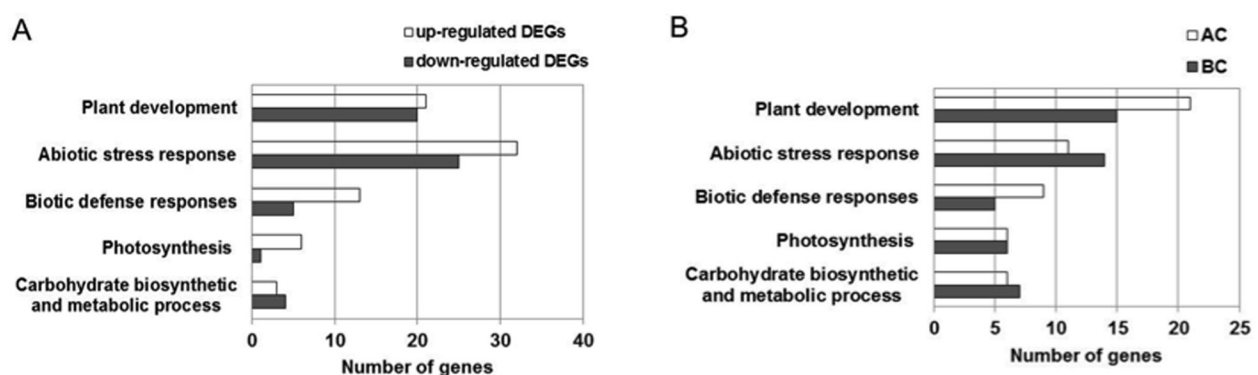 A
up-regulated DEGs
down-regulated DEGs
Plant development
Abiotic stress response
Biotic defense responses
Photosynthesis
Carbohydrate biosynthetic
and metabolic process
0 10 20 30 40
Number of genes
B
AC
BC
Plant development
Abiotic stress response
Biotic defense responses
Photosynthesis
Carbohydrate biosynthetic
and metabolic process
0 5 10 15 20 25
Number of genes